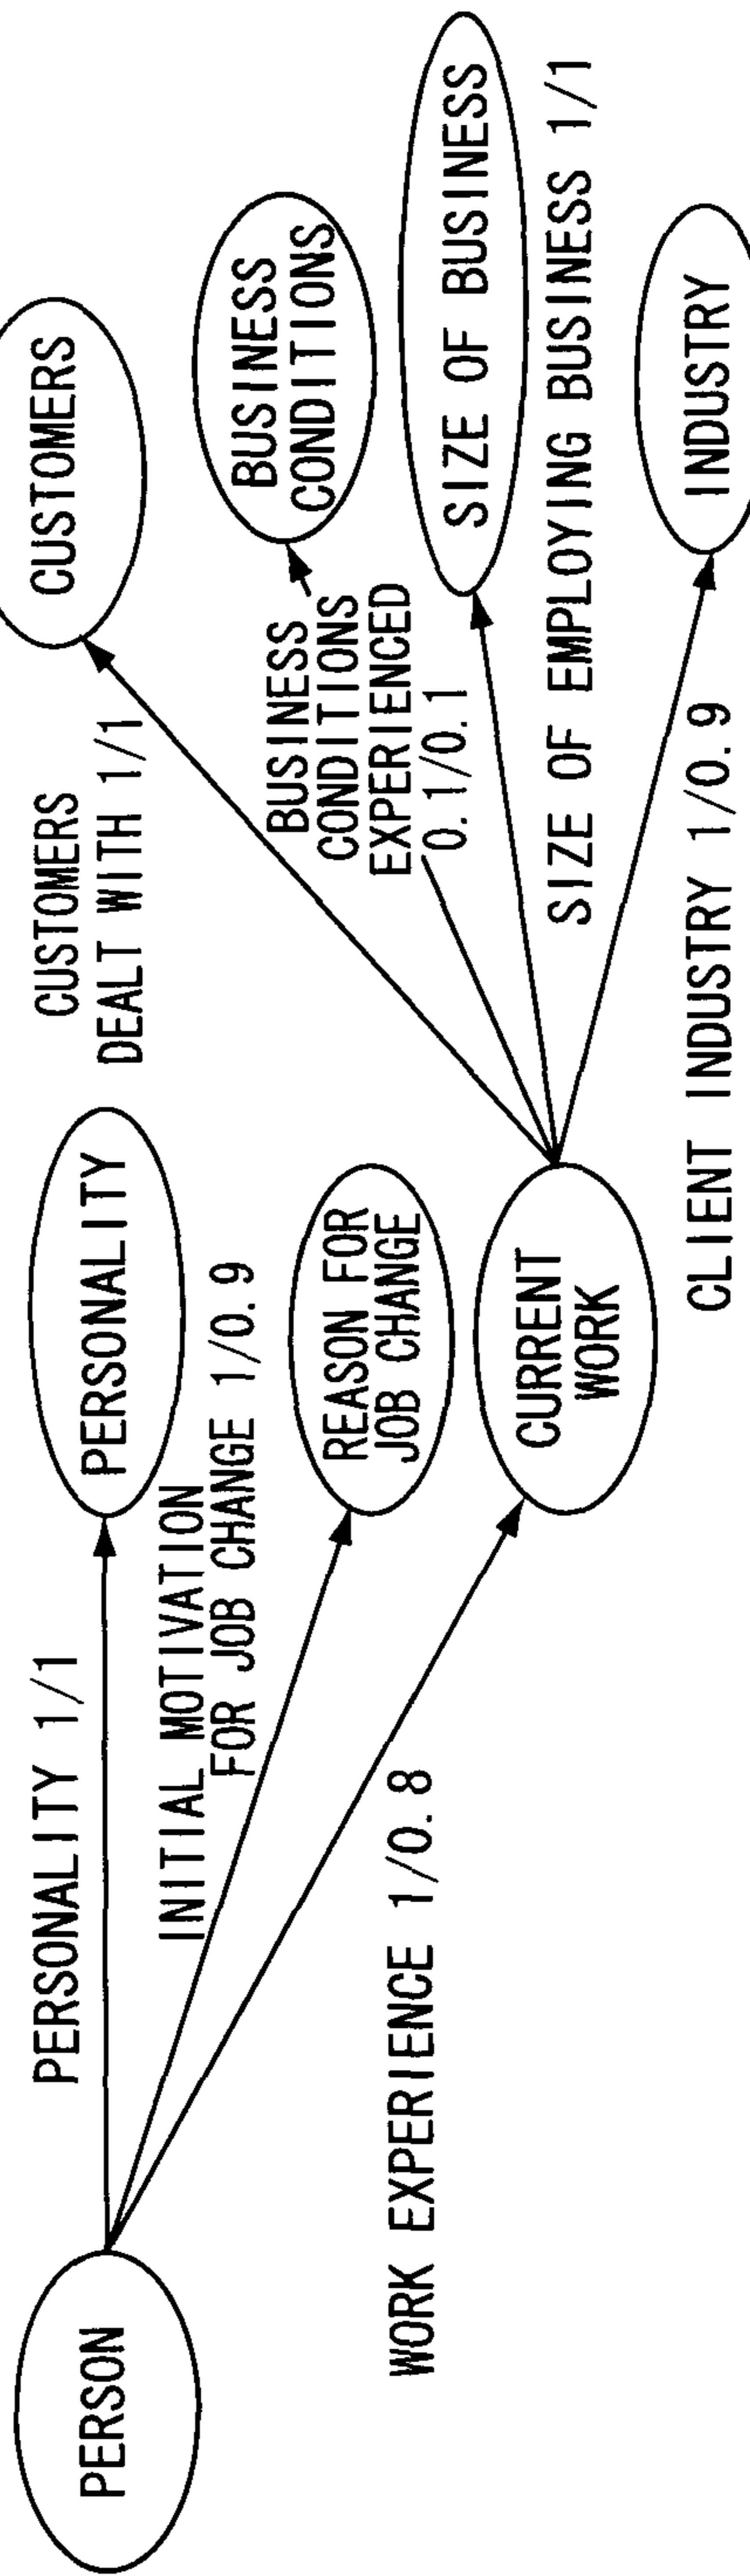 PERSON
PERSONALITY 1/1
PERSONALITY
INITIAL MOTIVATION
FOR JOB CHANGE 1/0.9
REASON FOR
JOB CHANGE
WORK EXPERIENCE 1/0.8
CURRENT
WORK
CUSTOMERS
DEALT WITH 1/1
CUSTOMERS
BUSINESS
CONDITIONS
EXPERIENCED
0.1/0.1
BUSINESS
CONDITIONS
SIZE OF BUSINESS
SIZE OF EMPLOYING BUSINESS 1/1
CLIENT INDUSTRY 1/0.9
INDUSTRY